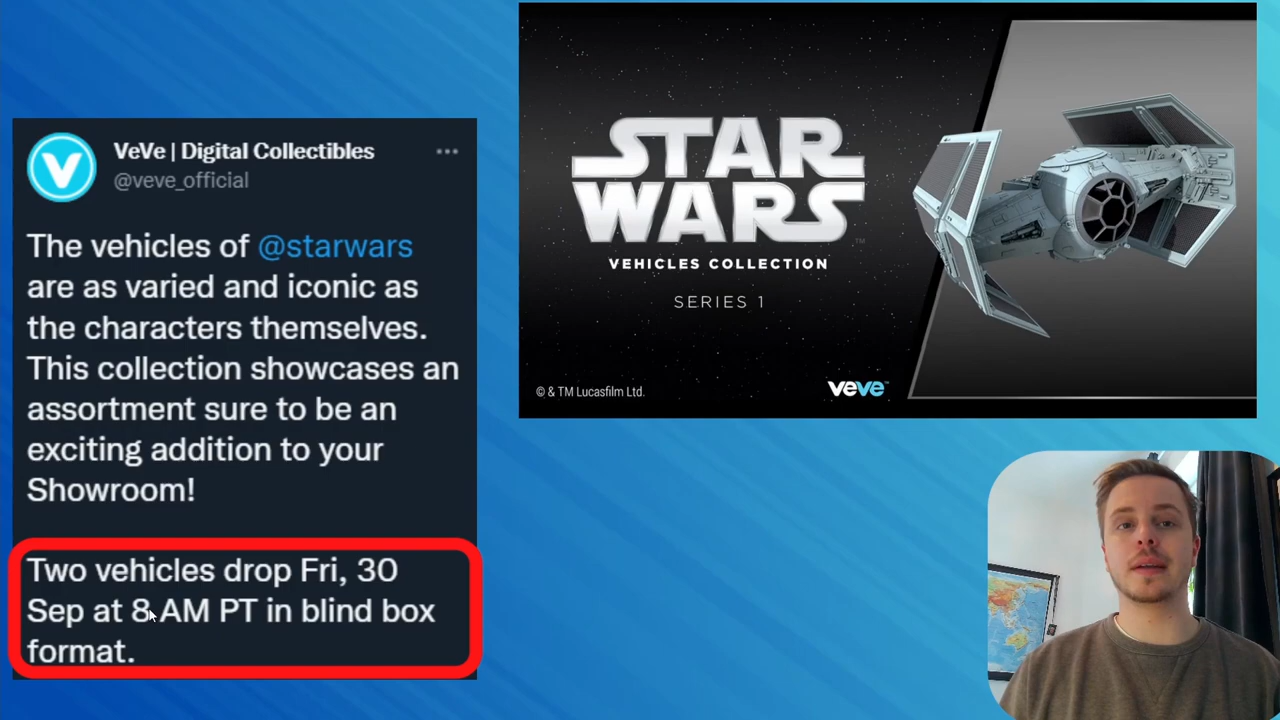 VeVe | Digital Collectibles
@veve_official
The vehicles of @starwars
are as varied and iconic as
the characters themselves.
This collection showcases an
assortment sure to be an
exciting addition to your
Showroom!
Two vehicles drop Fri, 30
Sep at 8 AM PT in blind box
format.
STAR
WARS
TM
VEHICLES COLLECTION
SERIES 1
© & TM Lucasfilm Ltd.
veve